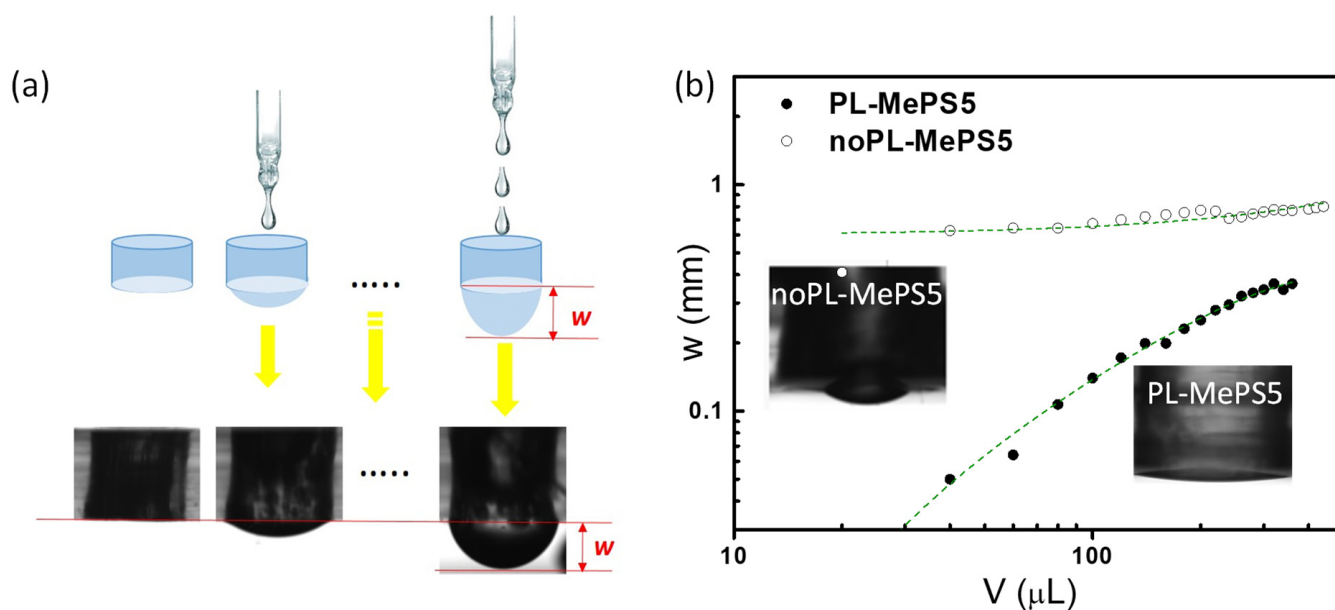 (a)
.....
w
.....
w
(b)
PL-MePS5
noPL-MePS5
w (mm)
1
0.1
noPL-MePS5
PL-MePS5
10
100
V (μL)